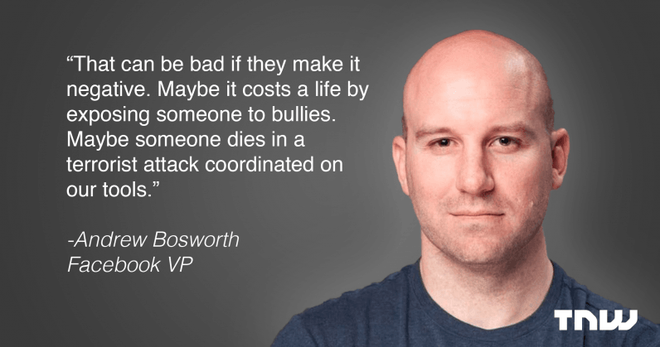 “That can be bad if they make it
negative. Maybe it costs a life by
exposing someone to bullies.
Maybe someone dies in a
terrorist attack coordinated on
our tools.”
-Andrew Bosworth
Facebook VP
TNW